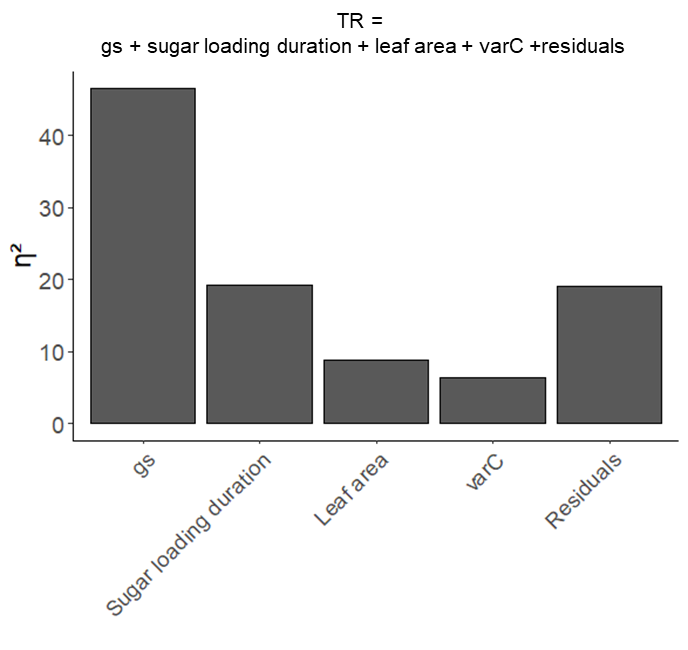 TR =
gs + sugar loading duration + leaf area + varC +residuals
η²
40
30
20
10
0
gs
Sugar loading duration
Leaf area
varC
Residuals